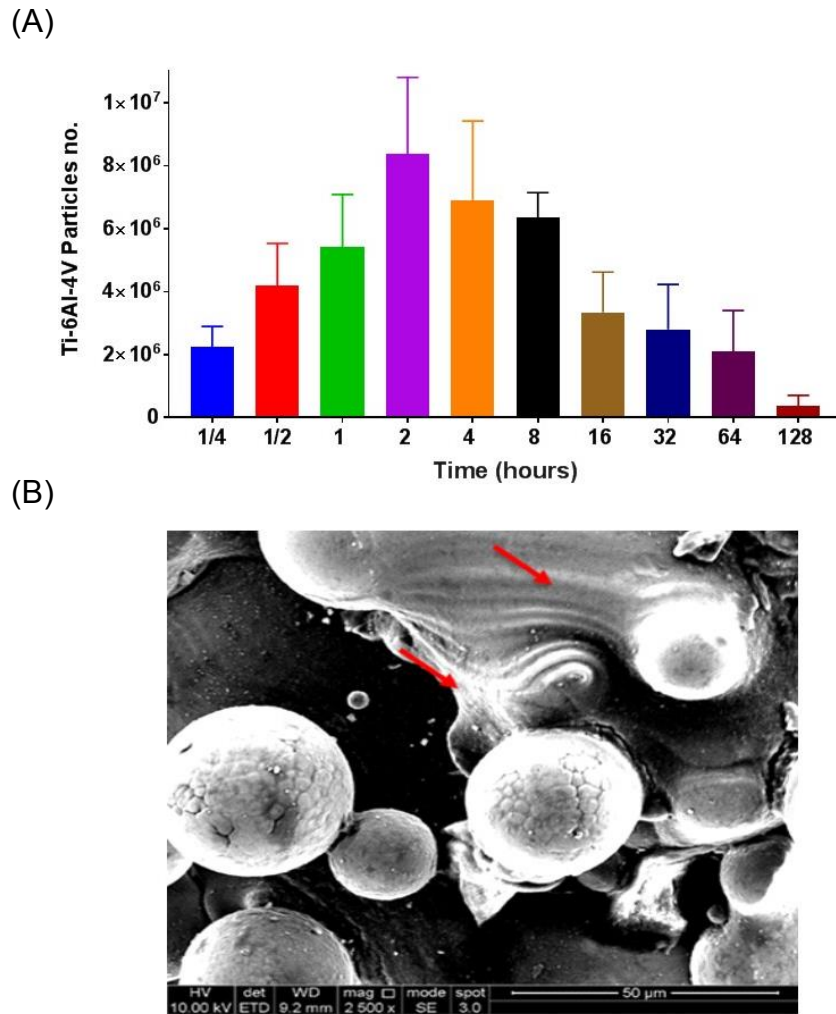 (A)
Ti-6Al-4V Particles no.
1×10⁷
8×10⁶
6×10⁶
4×10⁶
2×10⁶
0
1/4 1/2 1 2 4 8 16 32 64 128
Time (hours)
(B)
HV det WD mag □ mode spot
10.00 kV ETD 9.2 mm 2 500 x SE 3.0 50 µm